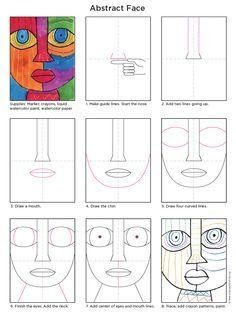 Abstract Face
Supplies: Marker, crayons, liquid
watercolor paint, watercolor paper
1. Make guide lines. Start the nose.
2. Add two lines going up.
3. Draw a mouth.
4. Draw the chin.
5. Draw four curved lines.
6. Finish the eyes. Add the neck.
7. Add center of eyes and mouth lines.
8. Trace, add crayon patterns, paint.